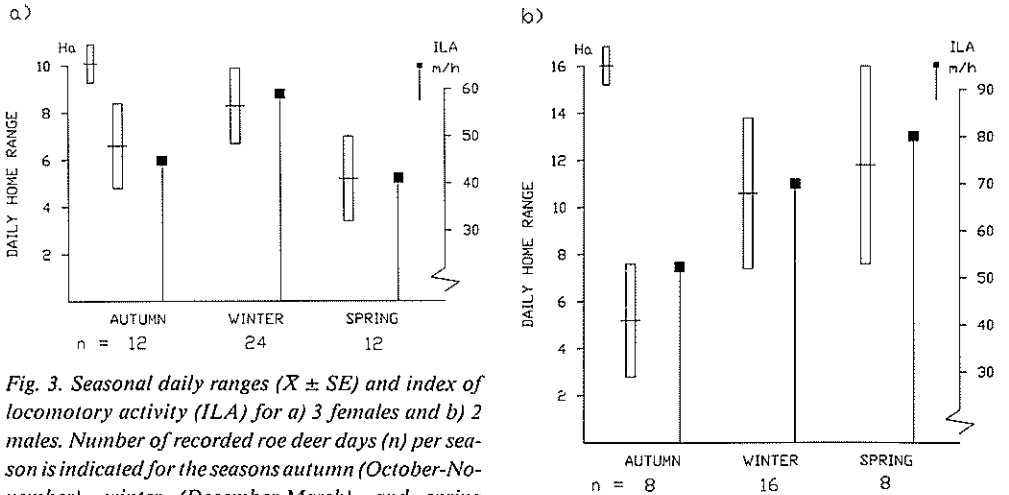 a)
Ha
ILA
m/h
10
8
6
4
2
DAILY HOME RANGE
60
50
40
30
AUTUMN WINTER SPRING
n = 12 24 12
Fig. 3. Seasonal daily ranges (X̄ ± SE) and index of
locomotory activity (ILA) for a) 3 females and b) 2
males. Number of recorded roe deer days (n) per sea-
son is indicated for the seasons autumn (October-No-
b)
Ha
ILA
m/h
16
14
12
10
8
6
4
2
DAILY HOME RANGE
90
80
70
60
50
40
30
AUTUMN WINTER SPRING
n = 8 16 8